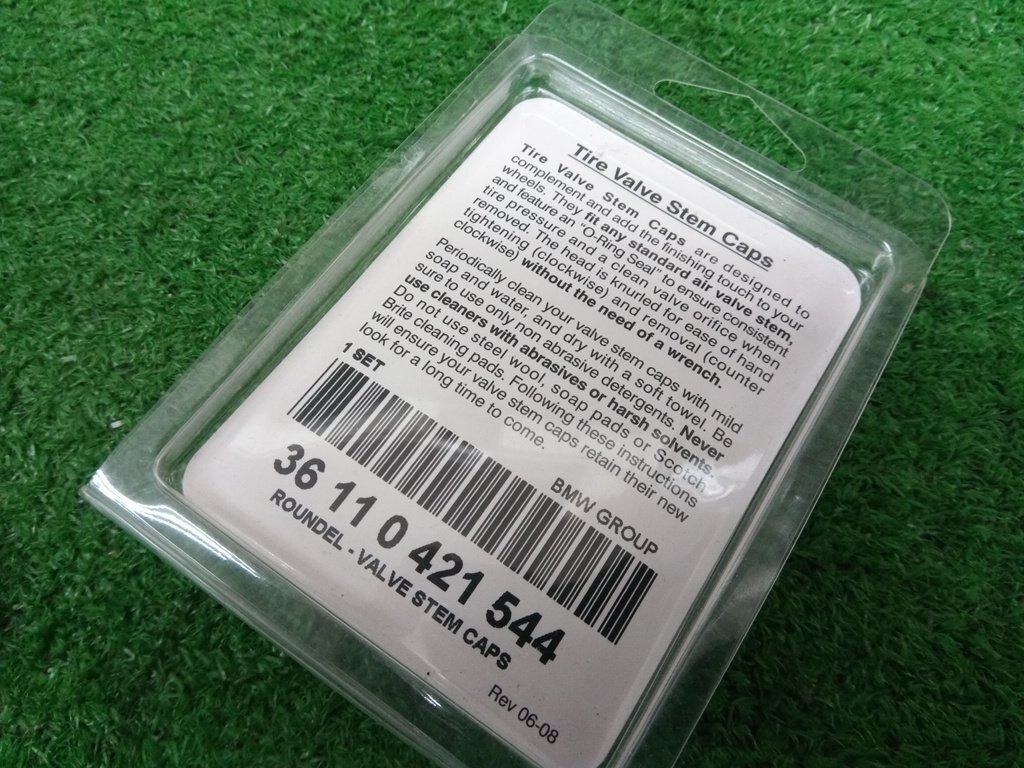 Tire Valve Stem Caps
Tire Valve Stem Caps are designed to
complement and add the finishing touch to your
wheels. They fit any standard air valve stem,
and feature an "O-Ring Seal" to ensure consistent
tire pressure and a clean valve orifice when
removed. The head is knurled for ease of hand
tightening (clockwise) and removal (counter
clockwise) without the need of a wrench.
Periodically clean your valve stem caps with mild
soap and water, and dry with a soft towel. Be
sure to use only non abrasive detergents. Never
use cleaners with abrasives or harsh solvents.
Do not use steel wool, soap pads or Scotch
Brite cleaning pads. Following these instructions
will ensure your valve stem caps retain their new
look for a long time to come.
1 SET
BMW GROUP
36 11 0 421 544
ROUNDEL - VALVE STEM CAPS
Rev 06-08